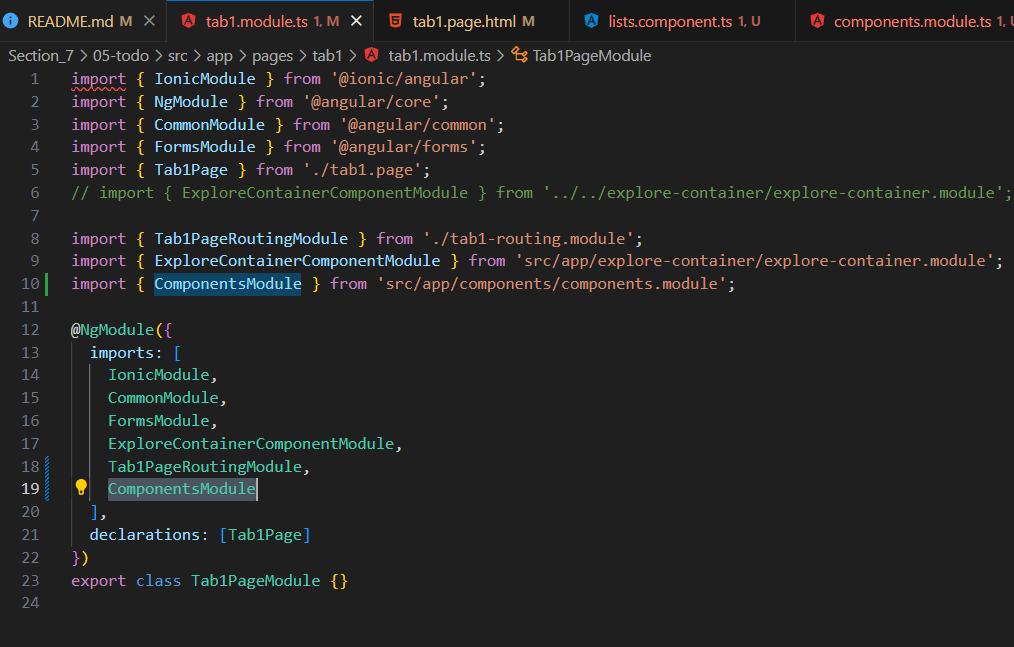 README.md M
tab1.module.ts 1, M
tab1.page.html M
lists.component.ts 1, U
components.module.ts 1,
Section_7 > 05-todo > src > app > pages > tab1 > tab1.module.ts > Tab1PageModule
1 import { IonicModule } from '@ionic/angular';
2 import { NgModule } from '@angular/core';
3 import { CommonModule } from '@angular/common';
4 import { FormsModule } from '@angular/forms';
5 import { Tab1Page } from './tab1.page';
6 // import { ExploreContainerComponentModule } from '../../explore-container/explore-container.module';
7
8 import { Tab1PageRoutingModule } from './tab1-routing.module';
9 import { ExploreContainerComponentModule } from 'src/app/explore-container/explore-container.module';
10 import { ComponentsModule } from 'src/app/components/components.module';
11
12 @NgModule({
13   imports: [
14     IonicModule,
15     CommonModule,
16     FormsModule,
17     ExploreContainerComponentModule,
18     Tab1PageRoutingModule,
19     ComponentsModule
20   ],
21   declarations: [Tab1Page]
22 })
23 export class Tab1PageModule {}
24